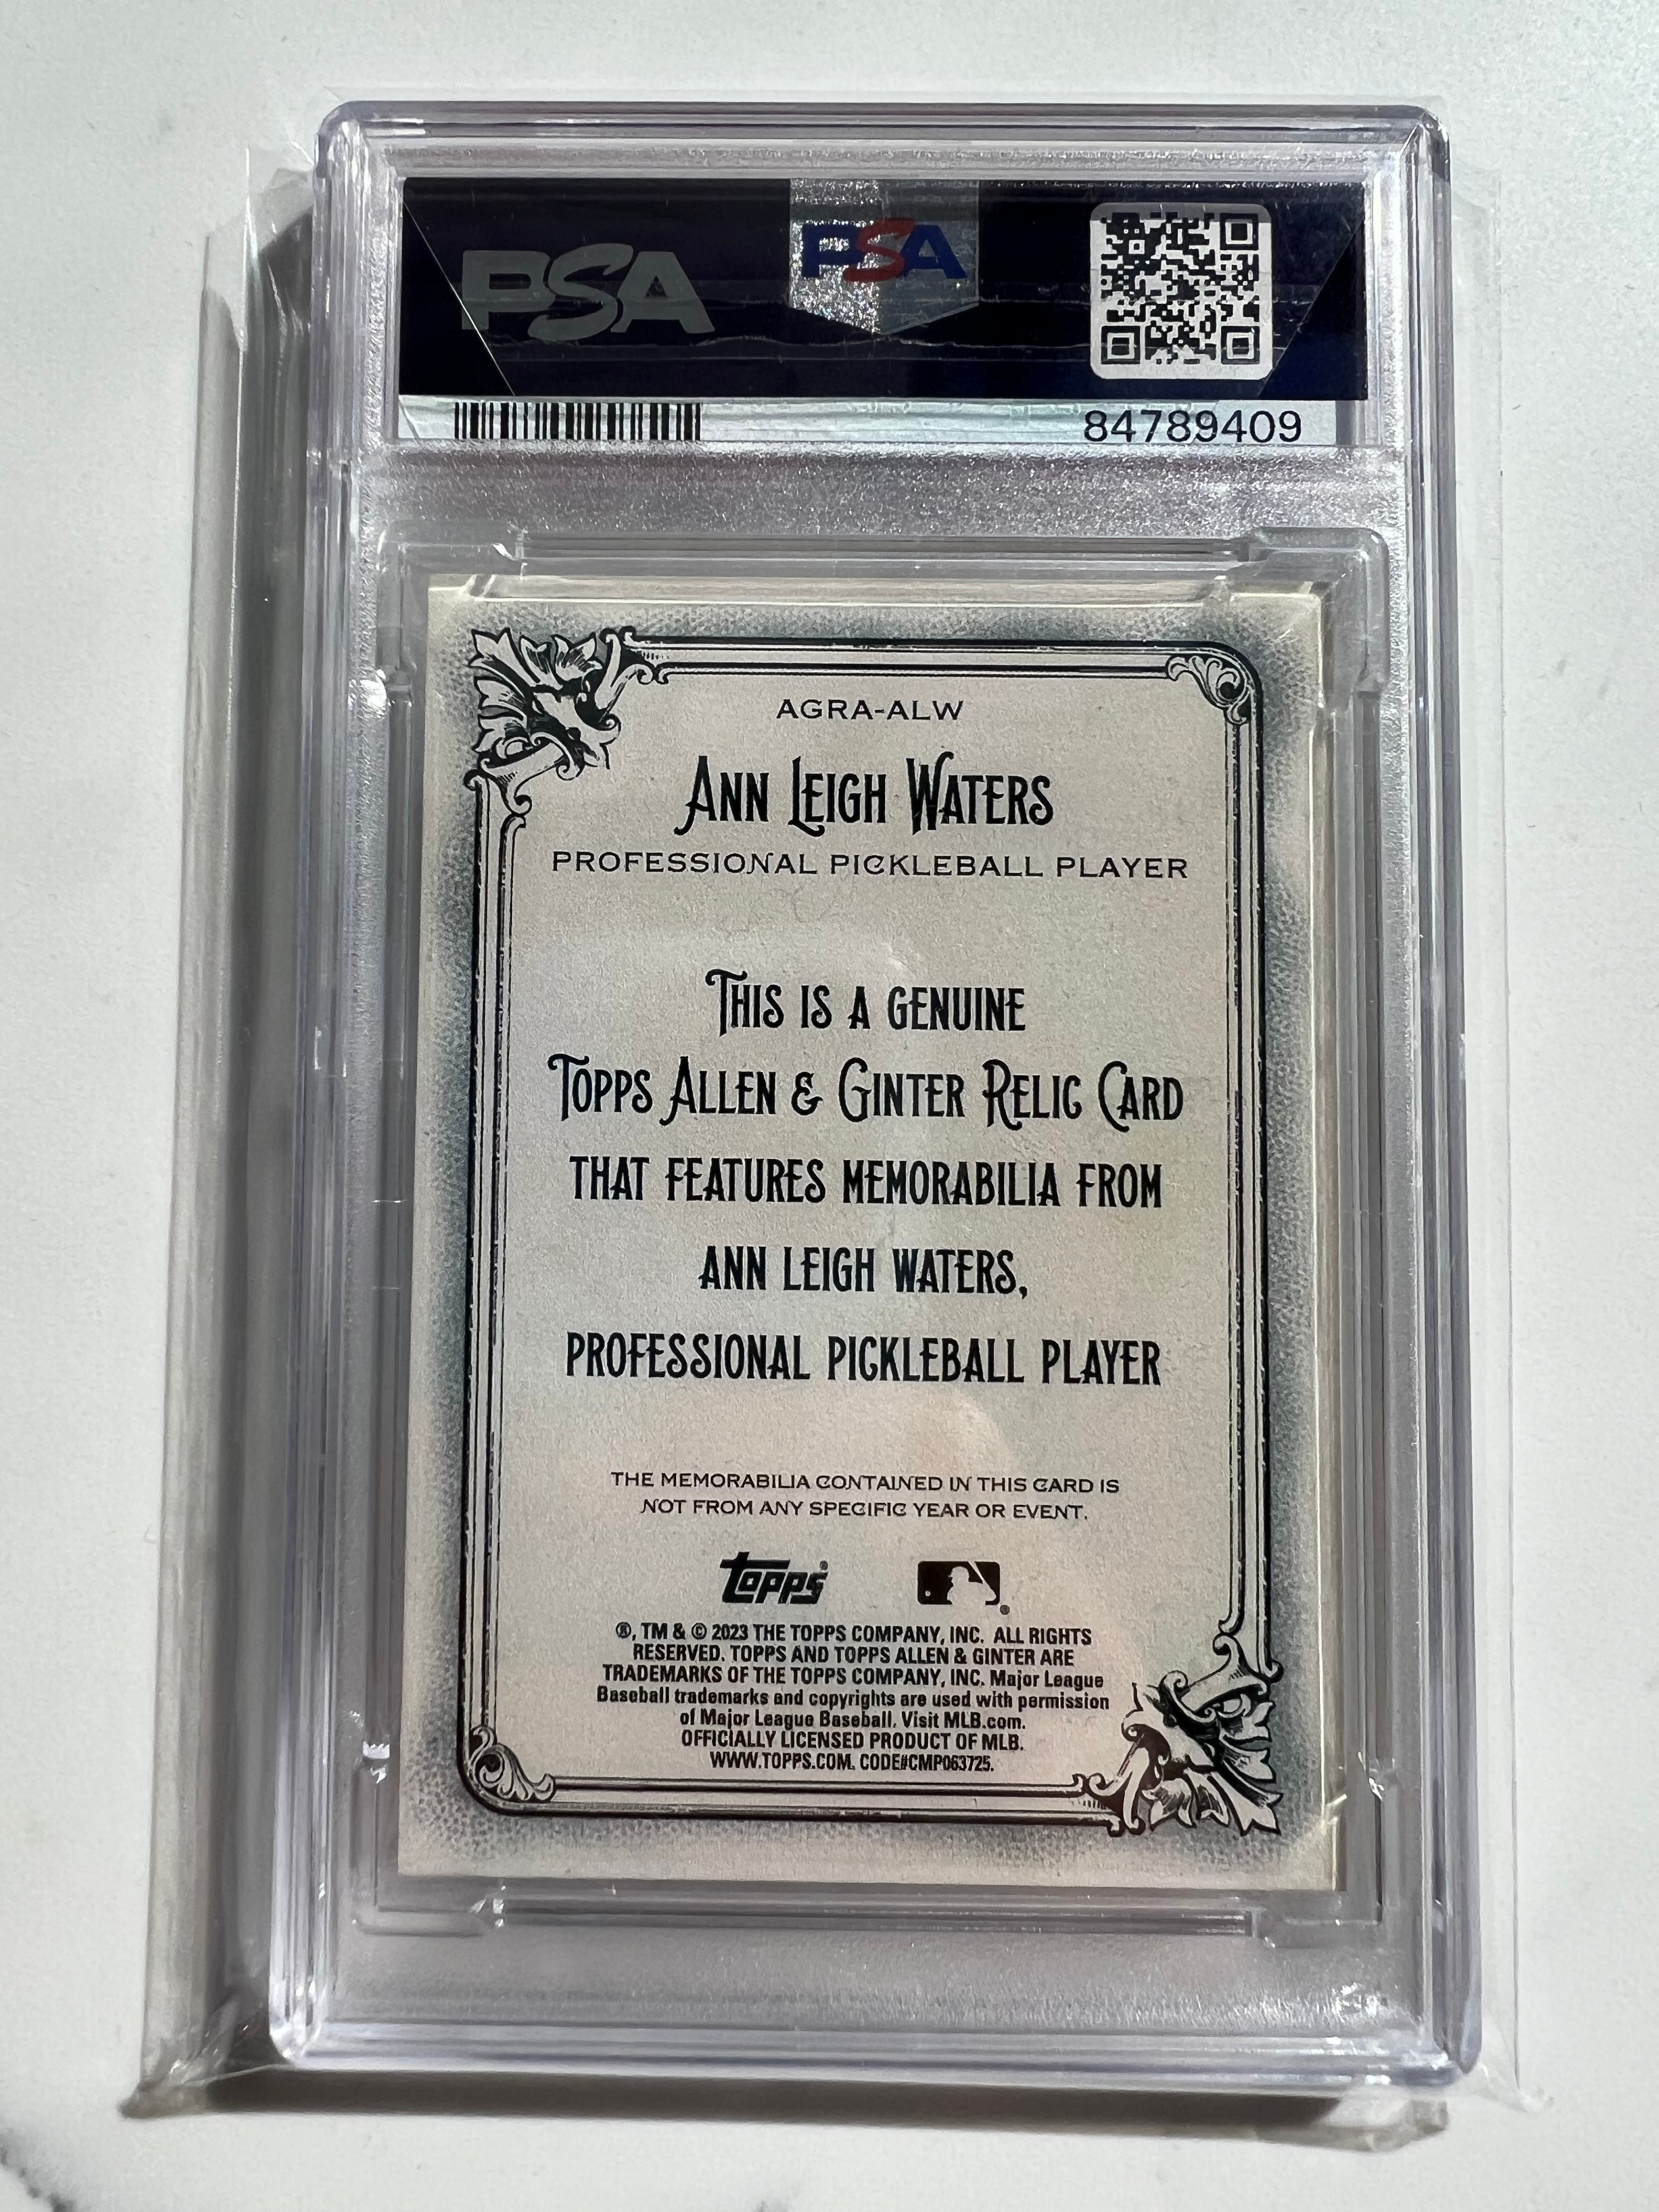 PSA PSA
84789409
AGRA-ALW
ANN LEIGH WATERS
PROFESSIONAL PICKLEBALL PLAYER
THIS IS A GENUINE
TOPPS ALLEN & GINTER RELIC CARD
THAT FEATURES MEMORABILIA FROM
ANN LEIGH WATERS,
PROFESSIONAL PICKLEBALL PLAYER
THE MEMORABILIA CONTAINED IN THIS CARD IS
NOT FROM ANY SPECIFIC YEAR OR EVENT.
topps®
®, TM & © 2023 THE TOPPS COMPANY, INC. ALL RIGHTS
RESERVED. TOPPS AND TOPPS ALLEN & GINTER ARE
TRADEMARKS OF THE TOPPS COMPANY, INC. Major League
Baseball trademarks and copyrights are used with permission
of Major League Baseball. Visit MLB.com.
OFFICIALLY LICENSED PRODUCT OF MLB.
WWW.TOPPS.COM. CODE#CMP063725.